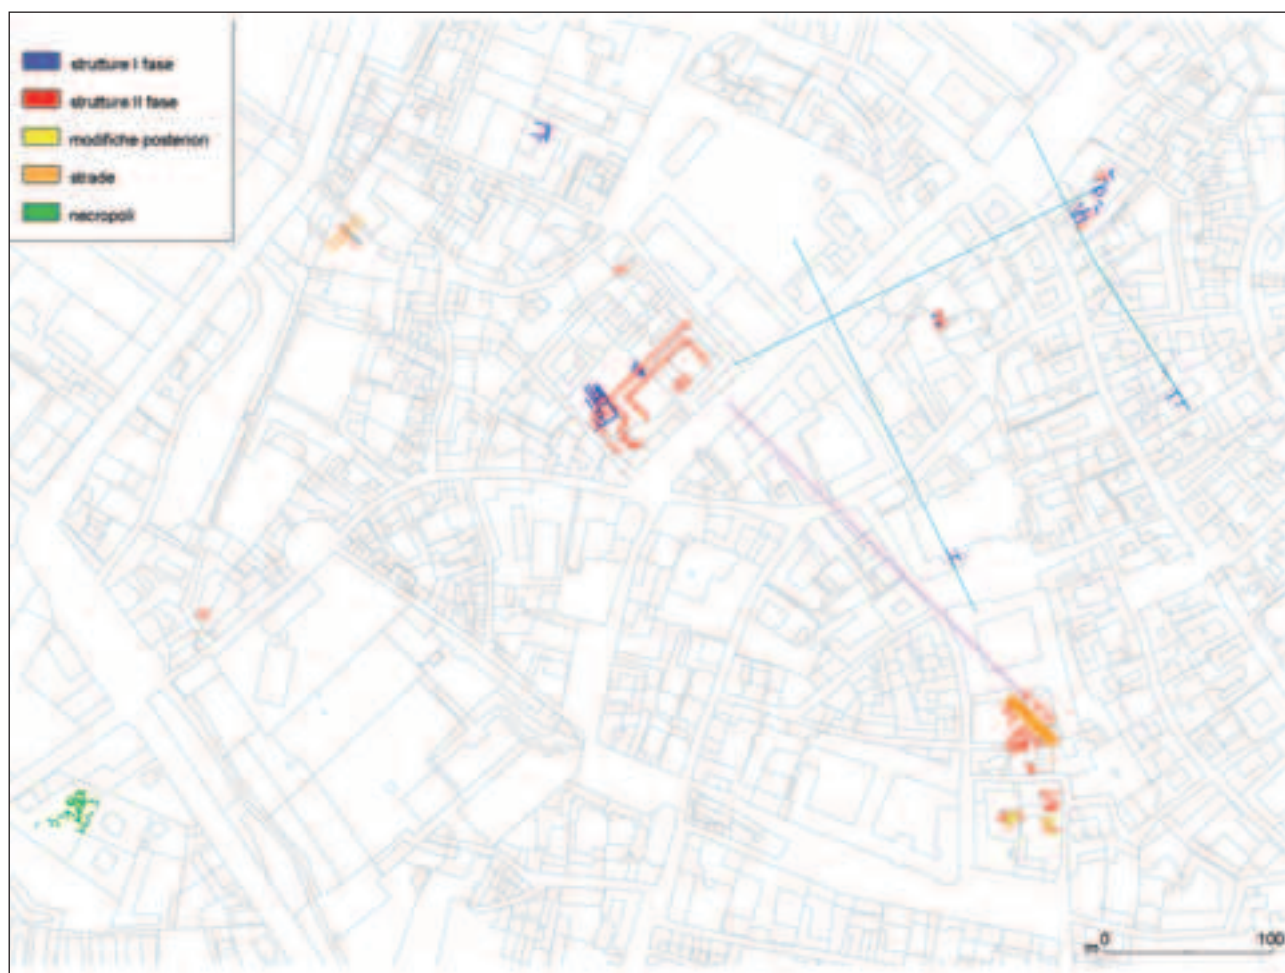 strutture I fase
strutture II fase
modifiche posteriori
strade
necropoli
m 0 100